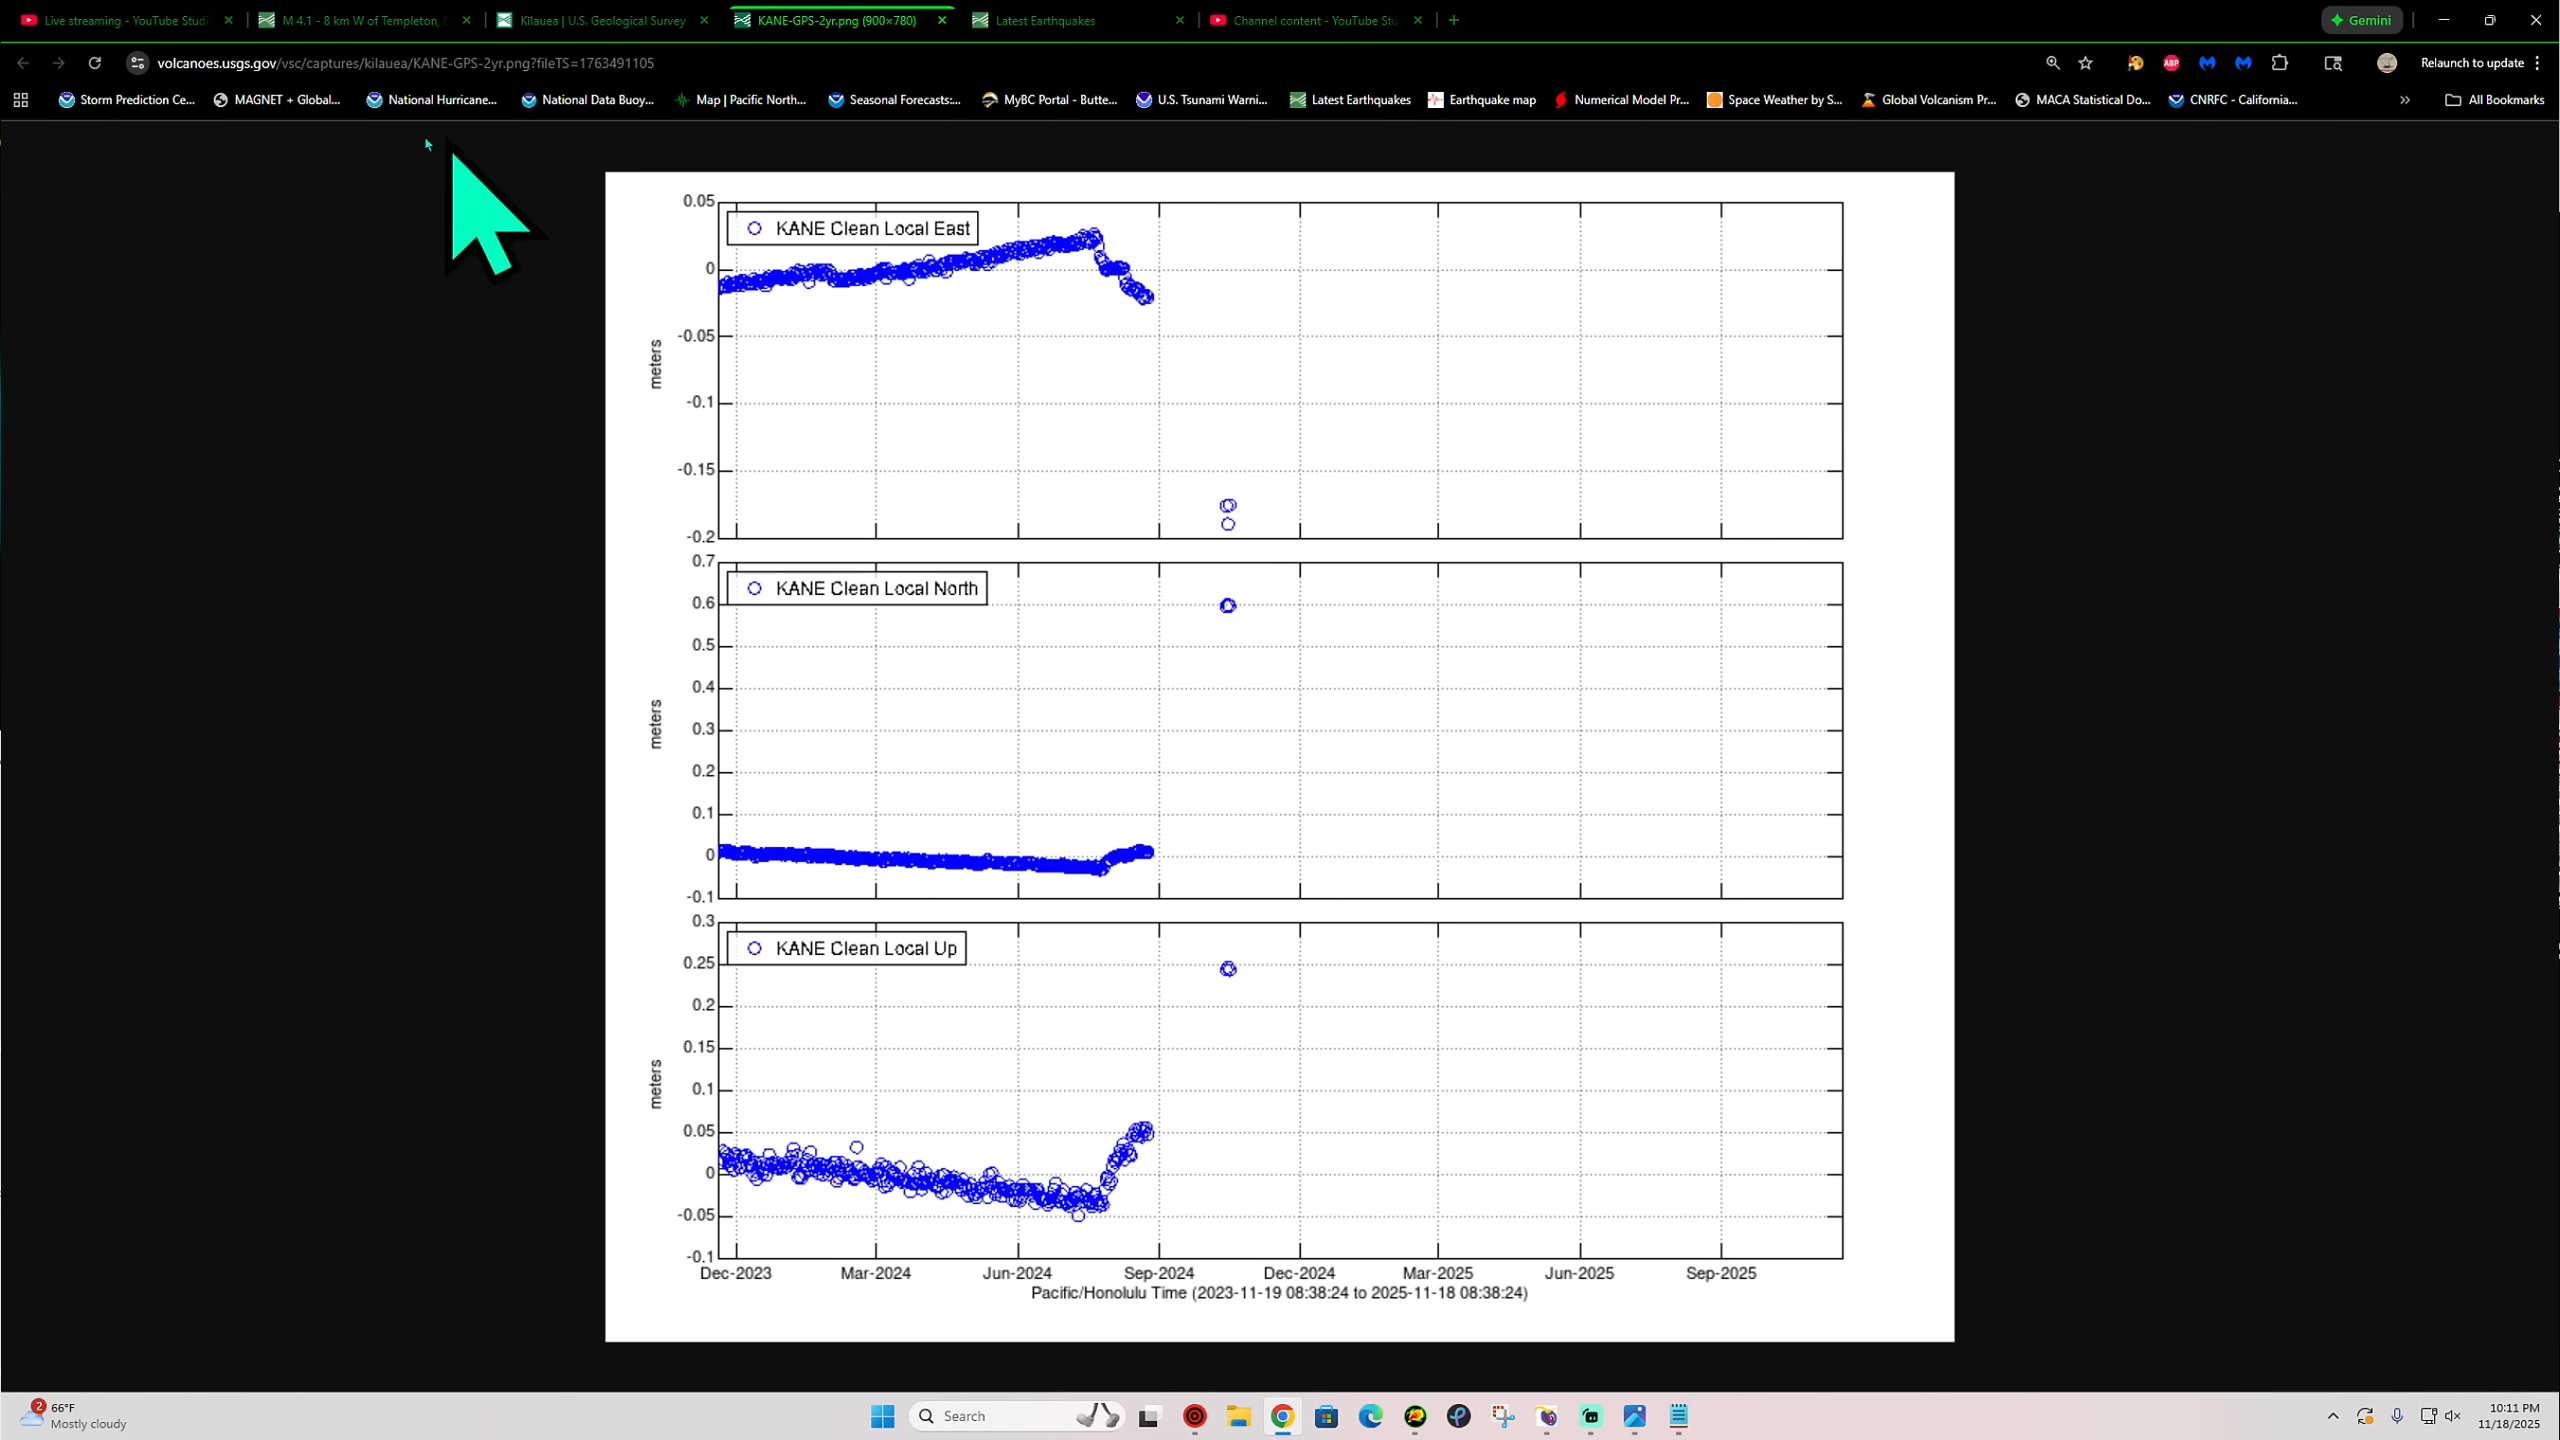 Live streaming - YouTube Studi
M 4.1 - 8 km W of Templeton,
Kīlauea | U.S. Geological Survey
KANE-GPS-2yr.png (900×780)
Latest Earthquakes
Channel content - YouTube Stu
Gemini
volcanoes.usgs.gov/vsc/captures/kilauea/KANE-GPS-2yr.png?fileTS=1763491105
ABP
Relaunch to update
Storm Prediction Ce...
MAGNET + Global...
National Hurricane...
National Data Buoy...
Map | Pacific North...
Seasonal Forecasts:...
MyBC Portal - Butte...
U.S. Tsunami Warni...
Latest Earthquakes
Earthquake map
Numerical Model Pr...
Space Weather by S...
Global Volcanism Pr...
MACA Statistical Do...
CNRFC - California...
All Bookmarks
KANE Clean Local East
meters
0.05
0
-0.05
-0.1
-0.15
-0.2
KANE Clean Local North
meters
0.7
0.6
0.5
0.4
0.3
0.2
0.1
0
-0.1
KANE Clean Local Up
meters
0.3
0.25
0.2
0.15
0.1
0.05
0
-0.05
-0.1
Dec-2023 Mar-2024 Jun-2024 Sep-2024 Dec-2024 Mar-2025 Jun-2025 Sep-2025
Pacific/Honolulu Time (2023-11-19 08:38:24 to 2025-11-18 08:38:24)
2
66°F
Mostly cloudy
Search
10:11 PM
11/18/2025